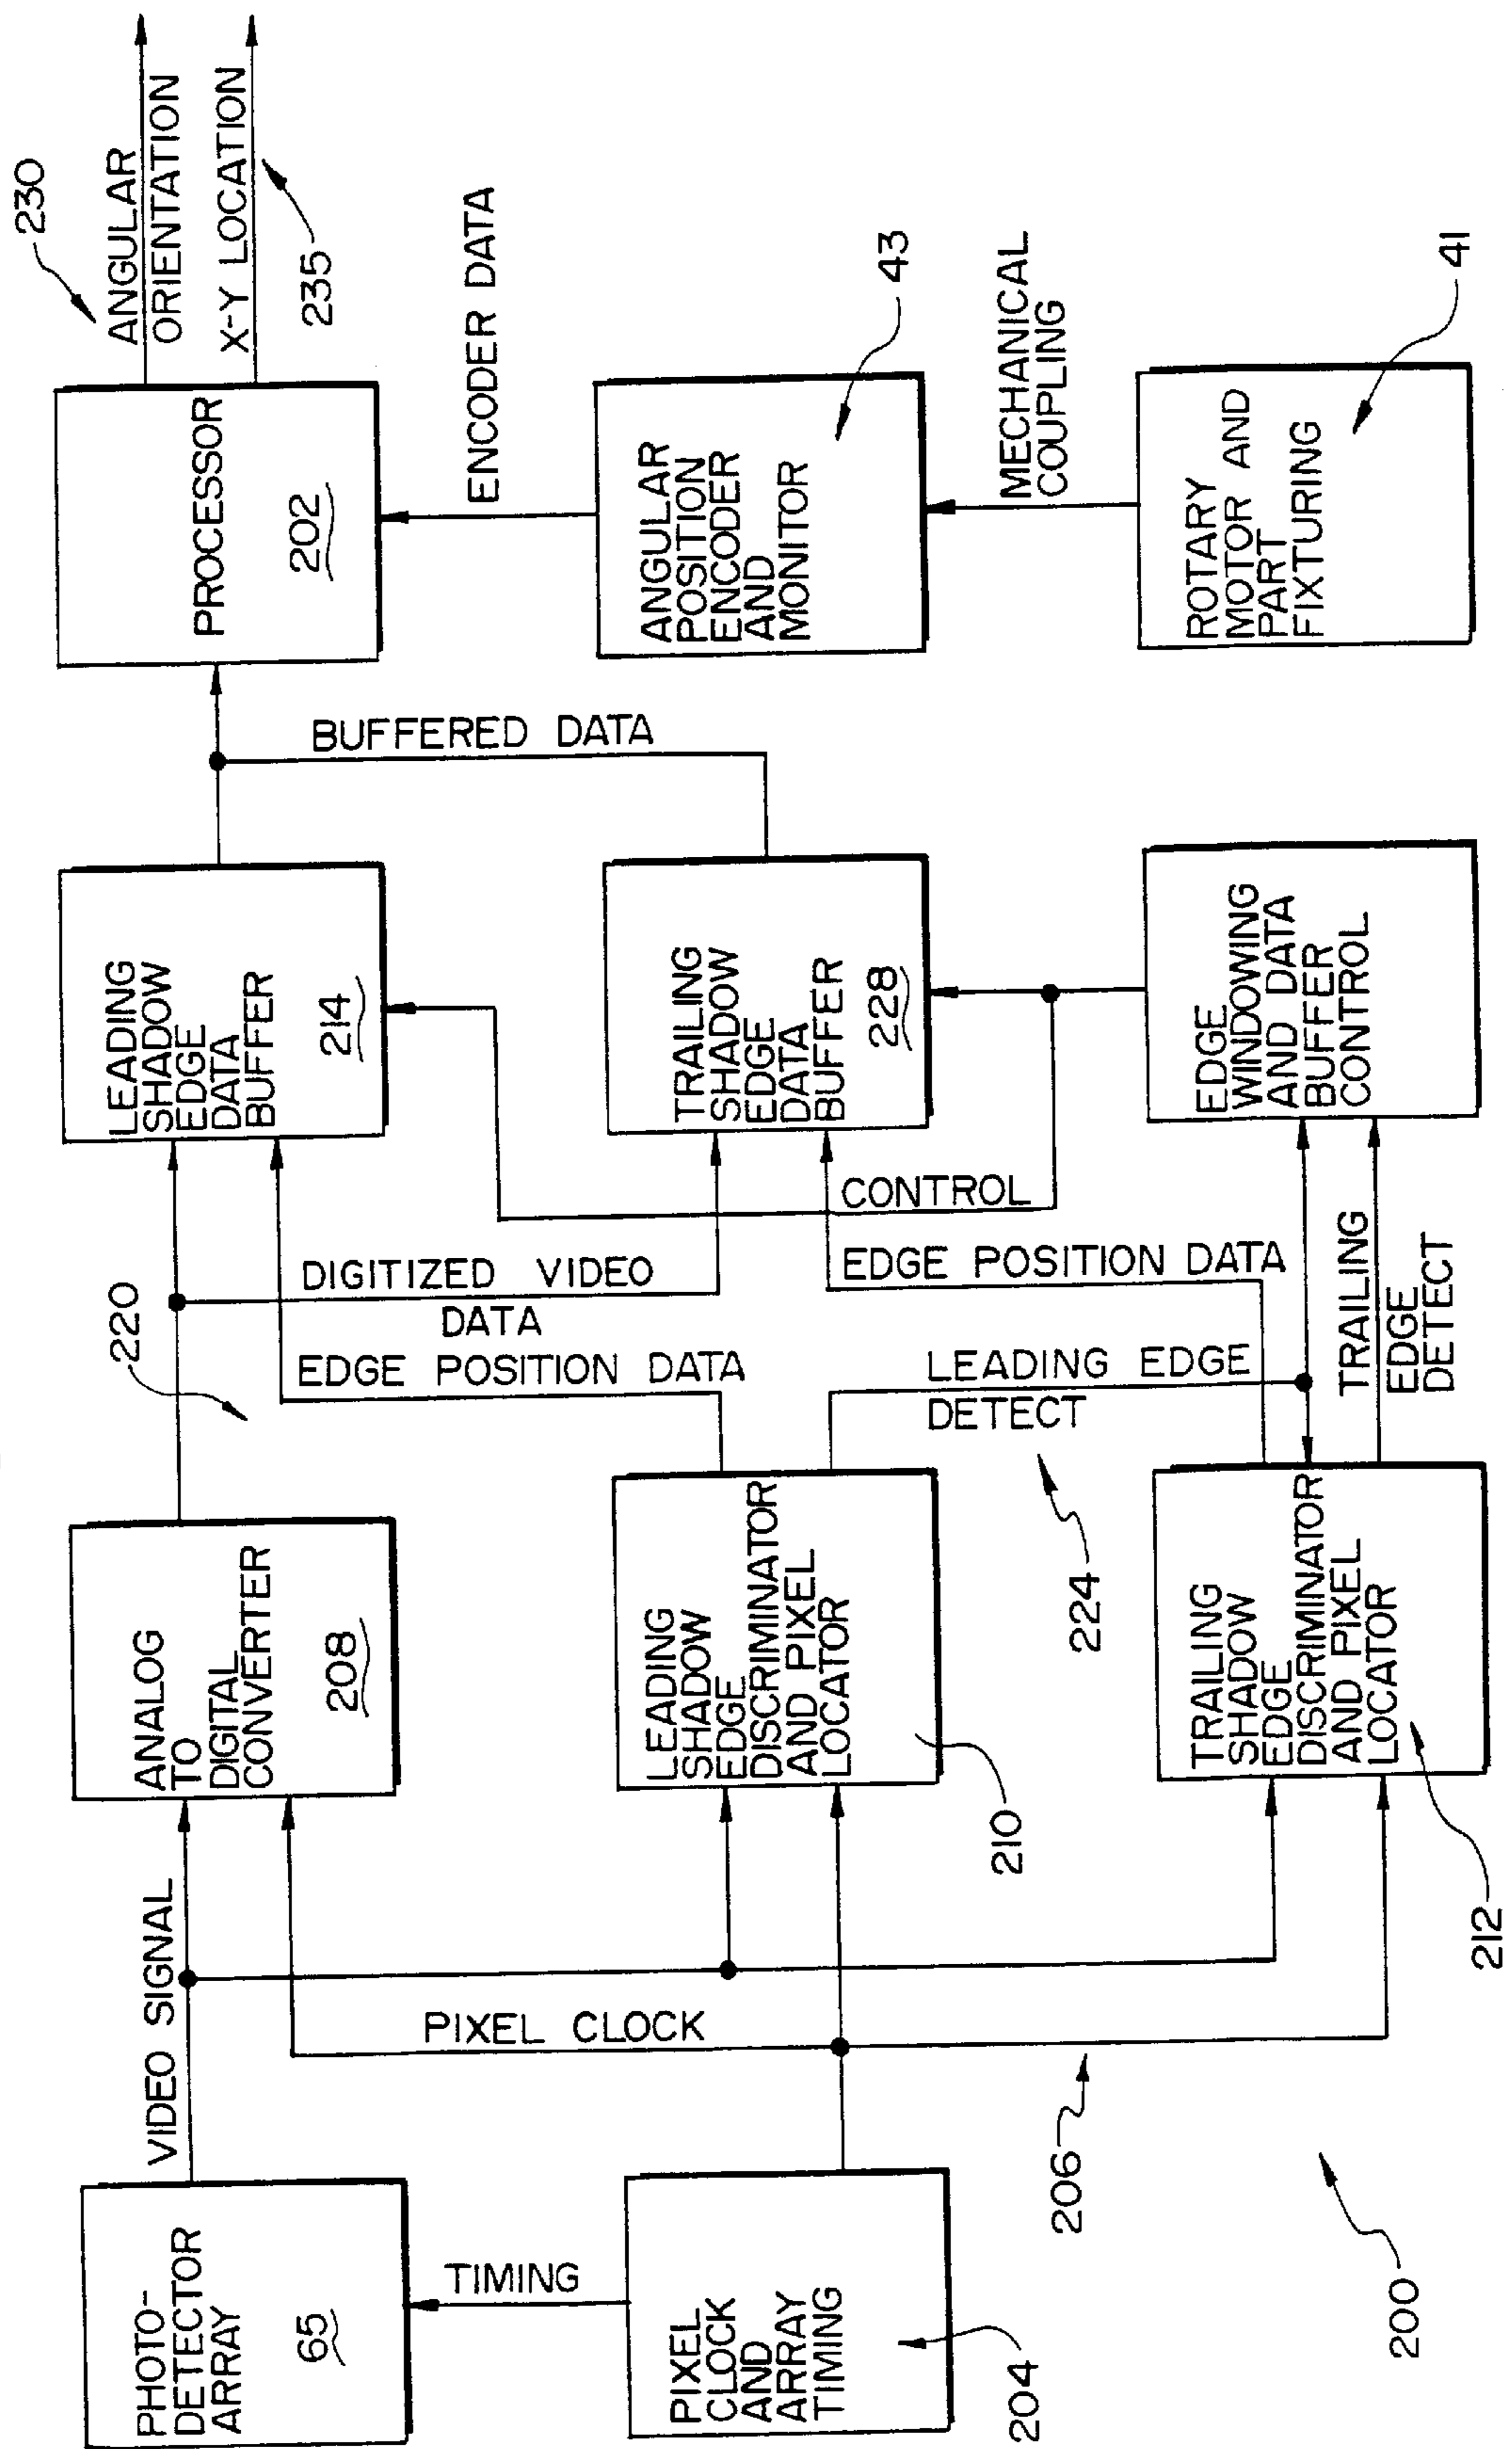 PHOTO-
DETECTOR
ARRAY
65
TIMING
PIXEL
CLOCK
AND
ARRAY
TIMING
204
VIDEO SIGNAL
PIXEL CLOCK
206
200
ANALOG
TO
DIGITAL
CONVERTER
208
LEADING
SHADOW
EDGE
DISCRIMINATOR
AND PIXEL
LOCATOR
210
TRAILING
SHADOW
EDGE
DISCRIMINATOR
AND PIXEL
LOCATOR
212
220
DIGITIZED VIDEO
DATA
EDGE POSITION DATA
LEADING EDGE
DETECT
224
EDGE POSITION DATA
CONTROL
TRAILING
EDGE
DETECT
LEADING
SHADOW
EDGE
DATA
BUFFER
214
TRAILING
SHADOW
EDGE
DATA
BUFFER
228
EDGE
WINDOWING
AND DATA
BUFFER
CONTROL
BUFFERED DATA
PROCESSOR
202
ENCODER DATA
ANGULAR
POSITION
ENCODER
AND
MONITOR
43
MECHANICAL
COUPLING
ROTARY
MOTOR AND
PART
FIXTURING
41
230
ANGULAR
ORIENTATION
X-Y LOCATION
235